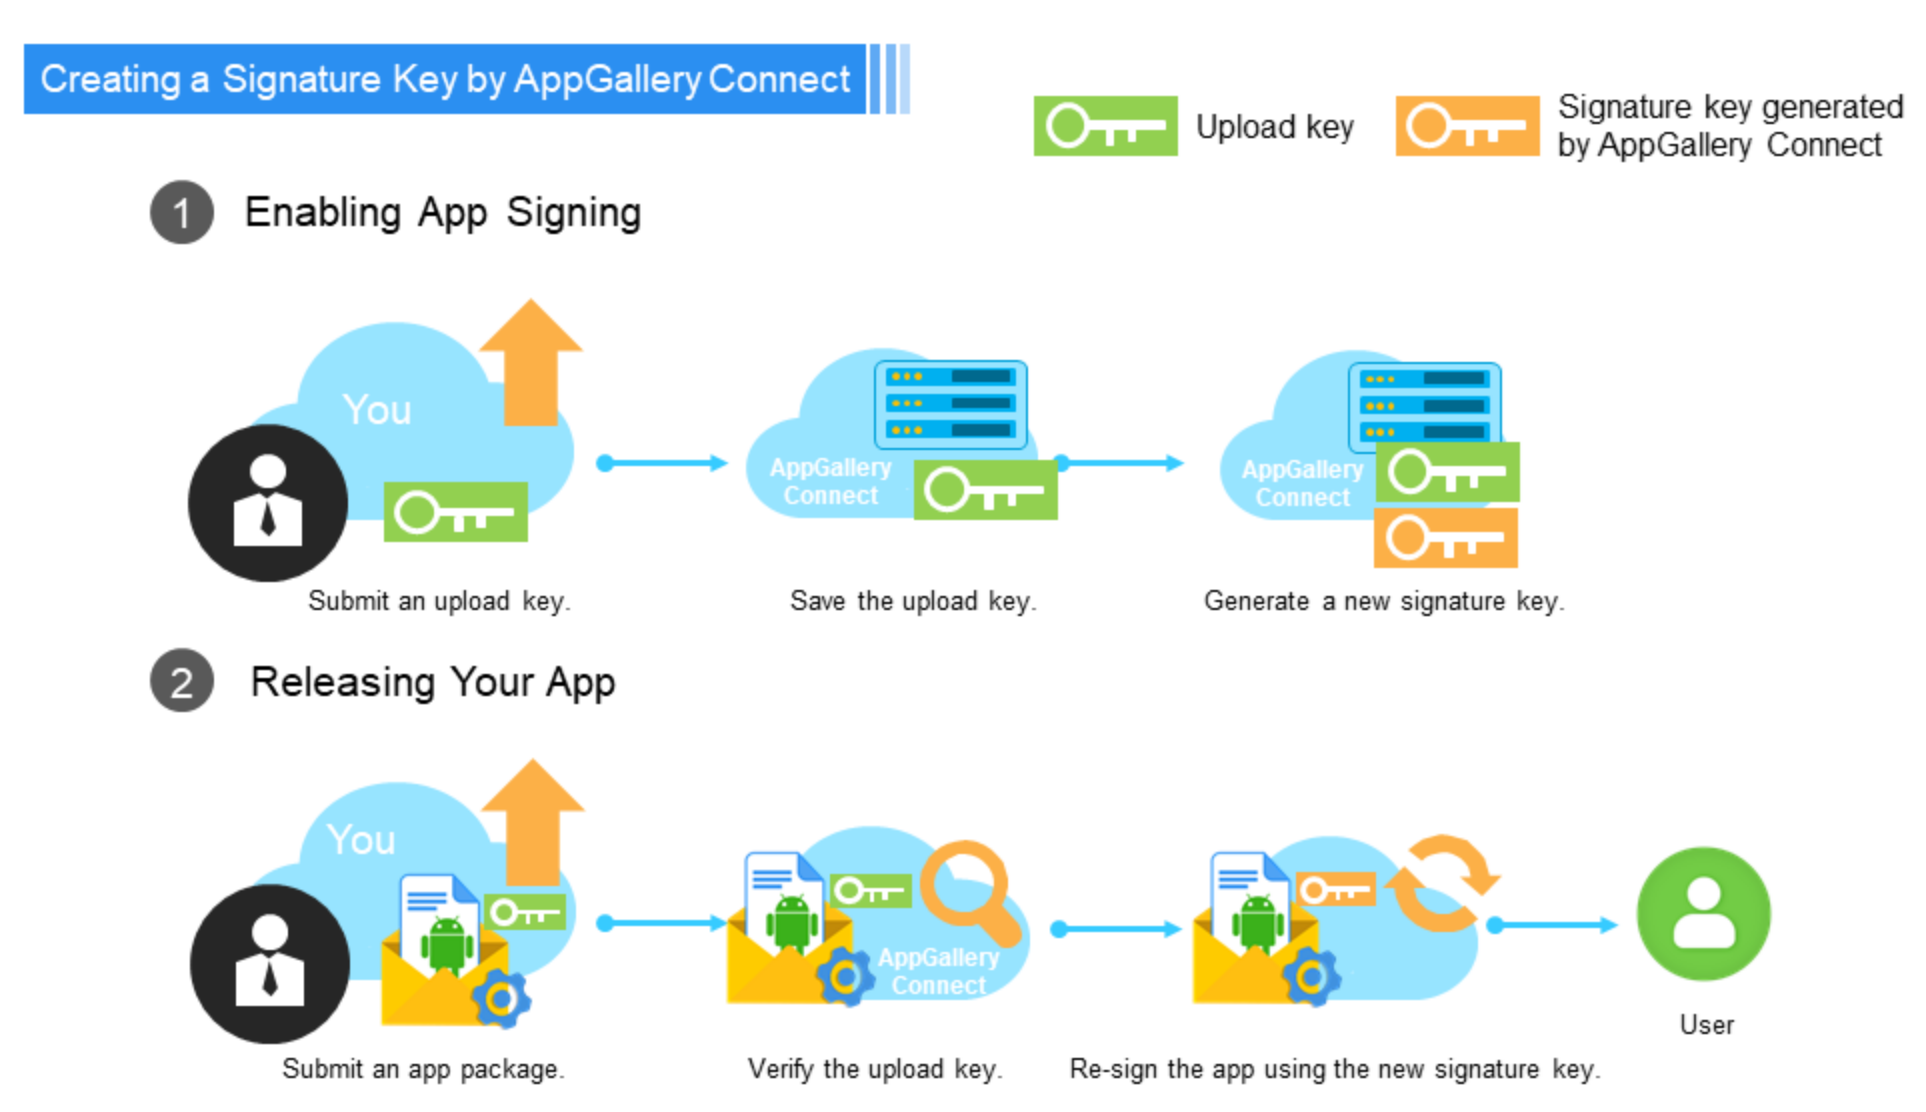 Creating a Signature Key by AppGallery Connect
Upload key
Signature key generated
by AppGallery Connect
1
Enabling App Signing
You
AppGallery
Connect
AppGallery
Connect
Submit an upload key.
Save the upload key.
Generate a new signature key.
2
Releasing Your App
You
AppGallery
Connect
User
Submit an app package.
Verify the upload key.
Re-sign the app using the new signature key.